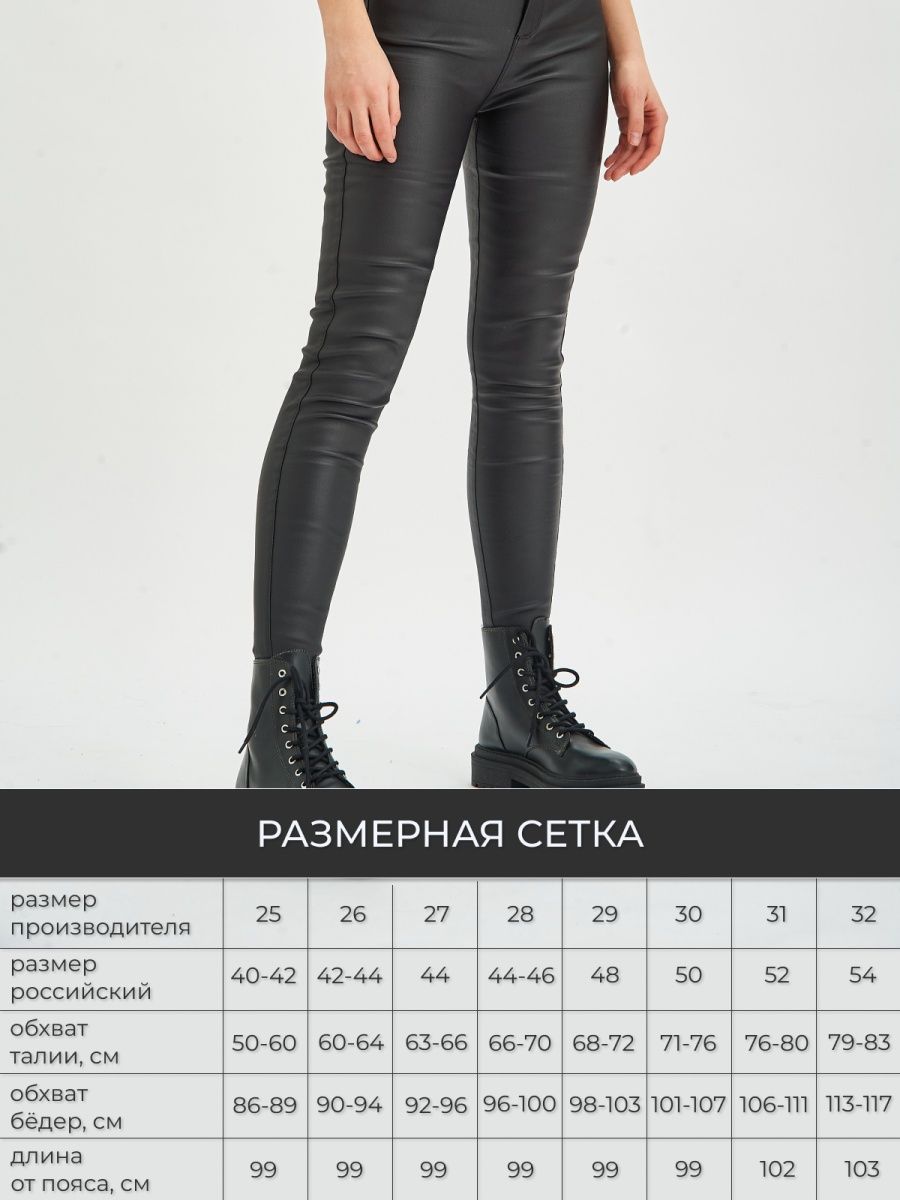 РАЗМЕРНАЯ СЕТКА
размер
производителя 25 26 27 28 29 30 31 32
размер
российский 40-42 42-44 44 44-46 48 50 52 54
обхват
талии, см 50-60 60-64 63-66 66-70 68-72 71-76 76-80 79-83
обхват
бёдер, см 86-89 90-94 92-96 96-100 98-103 101-107 106-111 113-117
длина
от пояса, см 99 99 99 99 99 99 102 103